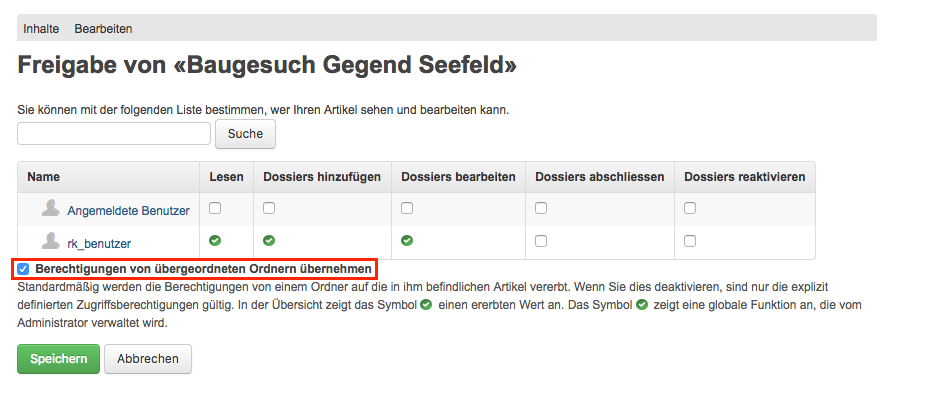 Inhalte Bearbeiten
Freigabe von «Baugesuch Gegend Seefeld»
Sie können mit der folgenden Liste bestimmen, wer Ihren Artikel sehen und bearbeiten kann.
Suche
Name Lesen Dossiers hinzufügen Dossiers bearbeiten Dossiers abschliessen Dossiers reaktivieren
Angemeldete Benutzer
rk_benutzer
Berechtigungen von übergeordneten Ordnern übernehmen
Standardmäßig werden die Berechtigungen von einem Ordner auf die in ihm befindlichen Artikel vererbt. Wenn Sie dies deaktivieren, sind nur die explizit
definierten Zugriffsberechtigungen gültig. In der Übersicht zeigt das Symbol einen ererbten Wert an. Das Symbol zeigt eine globale Funktion an, die vom
Administrator verwaltet wird.
Speichern Abbrechen